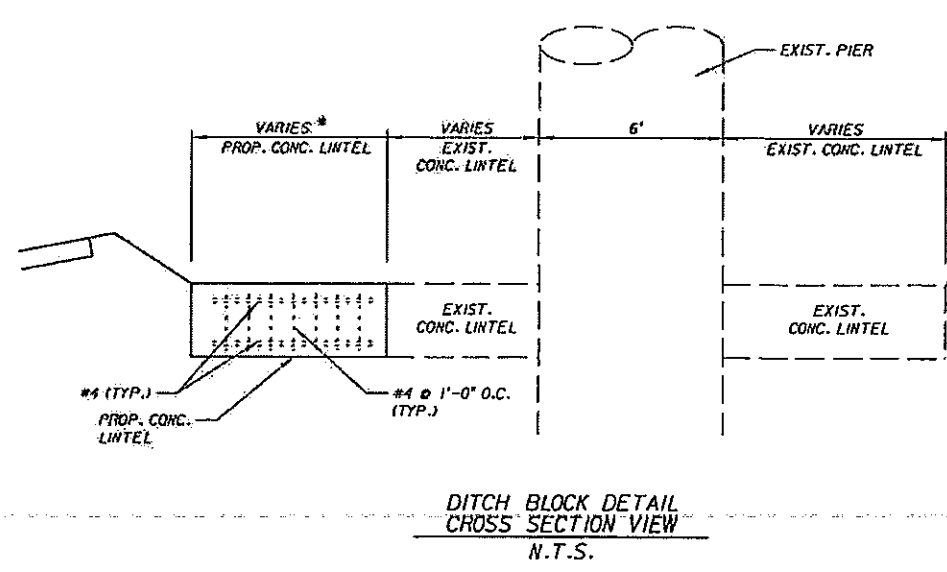 EXIST. PIER
VARIES *
PROP. CONC. LINTEL
VARIES
EXIST.
CONC. LINTEL
6'
VARIES
EXIST. CONC. LINTEL
EXIST.
CONC. LINTEL
EXIST.
CONC. LINTEL
#4 (TYP.)
PROP. CONC.
LINTEL
#4 @ 1'-0" O.C.
(TYP.)
DITCH BLOCK DETAIL
CROSS SECTION VIEW
N.T.S.